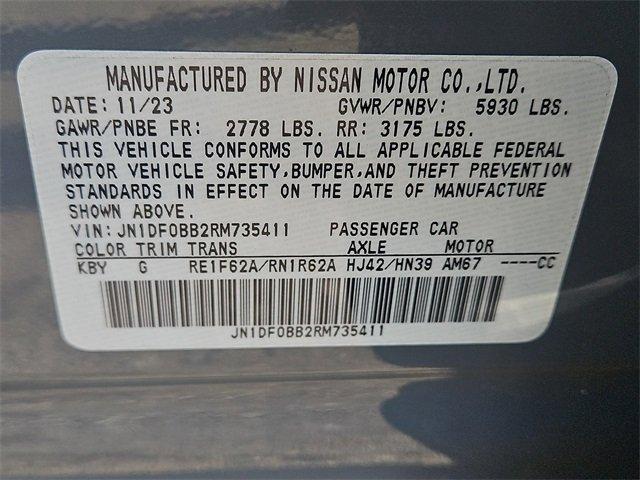 MANUFACTURED BY NISSAN MOTOR CO.,LTD.
DATE: 11/23 GVWR/PNBV: 5930 LBS.
GAWR/PNBE FR: 2778 LBS. RR: 3175 LBS.
THIS VEHICLE CONFORMS TO ALL APPLICABLE FEDERAL
MOTOR VEHICLE SAFETY,BUMPER,AND THEFT PREVENTION
STANDARDS IN EFFECT ON THE DATE OF MANUFACTURE
SHOWN ABOVE.
VIN:JN1DF0BB2RM735411 PASSENGER CAR
COLOR TRIM TRANS AXLE MOTOR
KBY G RE1F62A/RN1R62A HJ42/HN39 AM67 ----CC
JN1DF0BB2RM735411